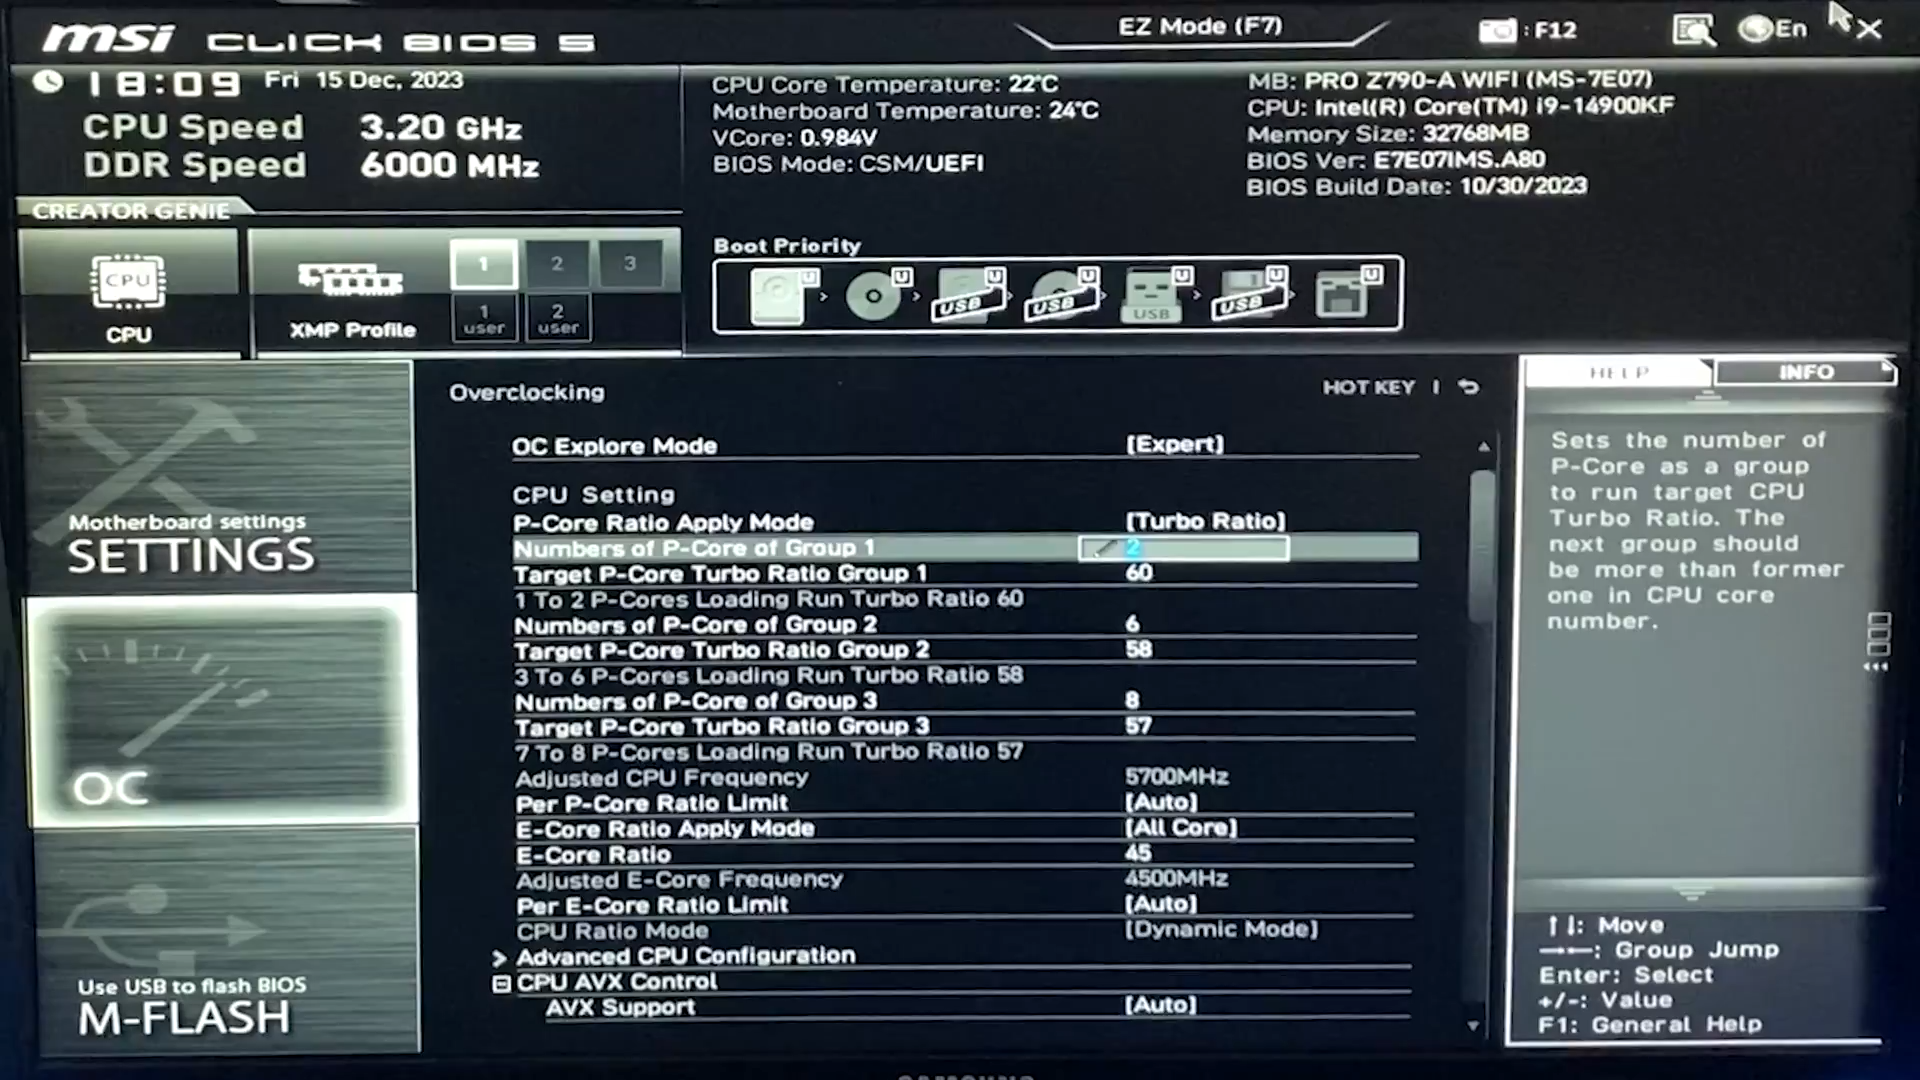 msi CLICK BIOS 5
EZ Mode (F7)
: F12
En
18:09 Fri 15 Dec, 2023
CPU Speed 3.20 GHz
DDR Speed 6000 MHz
CPU Core Temperature: 22°C
Motherboard Temperature: 24°C
VCore: 0.984V
BIOS Mode: CSM/UEFI
MB: PRO Z790-A WIFI (MS-7E07)
CPU: Intel(R) Core(TM) i9-14900KF
Memory Size: 32768MB
BIOS Ver: E7E07IMS.A80
BIOS Build Date: 10/30/2023
CREATOR GENIE
CPU
CPU
XMP Profile
1 2 3
1 user 2 user
Boot Priority
U U U U U U U
USB USB USB USB
Motherboard settings
SETTINGS
OC
Use USB to flash BIOS
M-FLASH
Overclocking
HOT KEY |
OC Explore Mode [Expert]
CPU Setting
P-Core Ratio Apply Mode [Turbo Ratio]
Numbers of P-Core of Group 1 2
Target P-Core Turbo Ratio Group 1 60
1 To 2 P-Cores Loading Run Turbo Ratio 60
Numbers of P-Core of Group 2 6
Target P-Core Turbo Ratio Group 2 58
3 To 6 P-Cores Loading Run Turbo Ratio 58
Numbers of P-Core of Group 3 8
Target P-Core Turbo Ratio Group 3 57
7 To 8 P-Cores Loading Run Turbo Ratio 57
Adjusted CPU Frequency 5700MHz
Per P-Core Ratio Limit [Auto]
E-Core Ratio Apply Mode [All Core]
E-Core Ratio 45
Adjusted E-Core Frequency 4500MHz
Per E-Core Ratio Limit [Auto]
CPU Ratio Mode [Dynamic Mode]
Advanced CPU Configuration
CPU AVX Control
AVX Support [Auto]
HELP
INFO
Sets the number of
P-Core as a group
to run target CPU
Turbo Ratio. The
next group should
be more than former
one in CPU core
number.
↑↓: Move
→←: Group Jump
Enter: Select
+/-: Value
F1: General Help
SAMSUNG